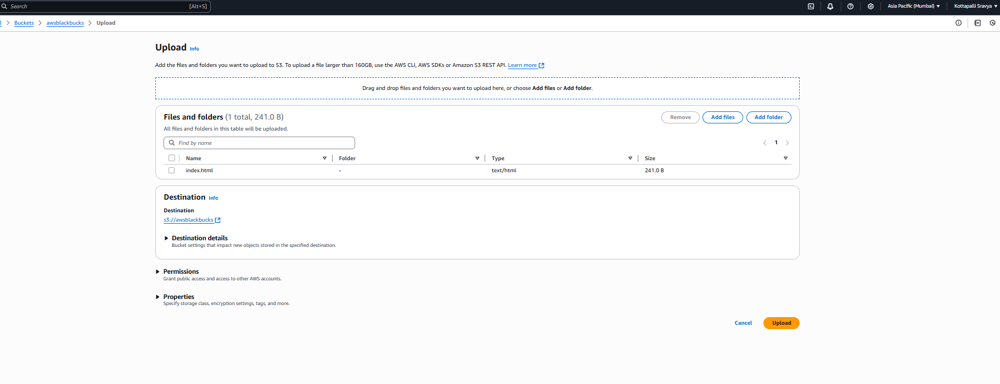 Search [Alt+S] Asia Pacific (Mumbai) Kottapalli Sravya
Buckets awsblackbucks Upload
Upload Info
Add the files and folders you want to upload to S3. To upload a file larger than 160GB, use the AWS CLI, AWS SDKs or Amazon S3 REST API. Learn more
Drag and drop files and folders you want to upload here, or choose Add files or Add folder.
Files and folders (1 total, 241.0 B) Remove Add files Add folder
All files and folders in this table will be uploaded.
Find by name 1
Name Folder Type Size
index.html - text/html 241.0 B
Destination Info
Destination
s3://awsblackbucks
Destination details
Bucket settings that impact new objects stored in the specified destination.
Permissions
Grant public access and access to other AWS accounts.
Properties
Specify storage class, encryption settings, tags, and more.
Cancel Upload